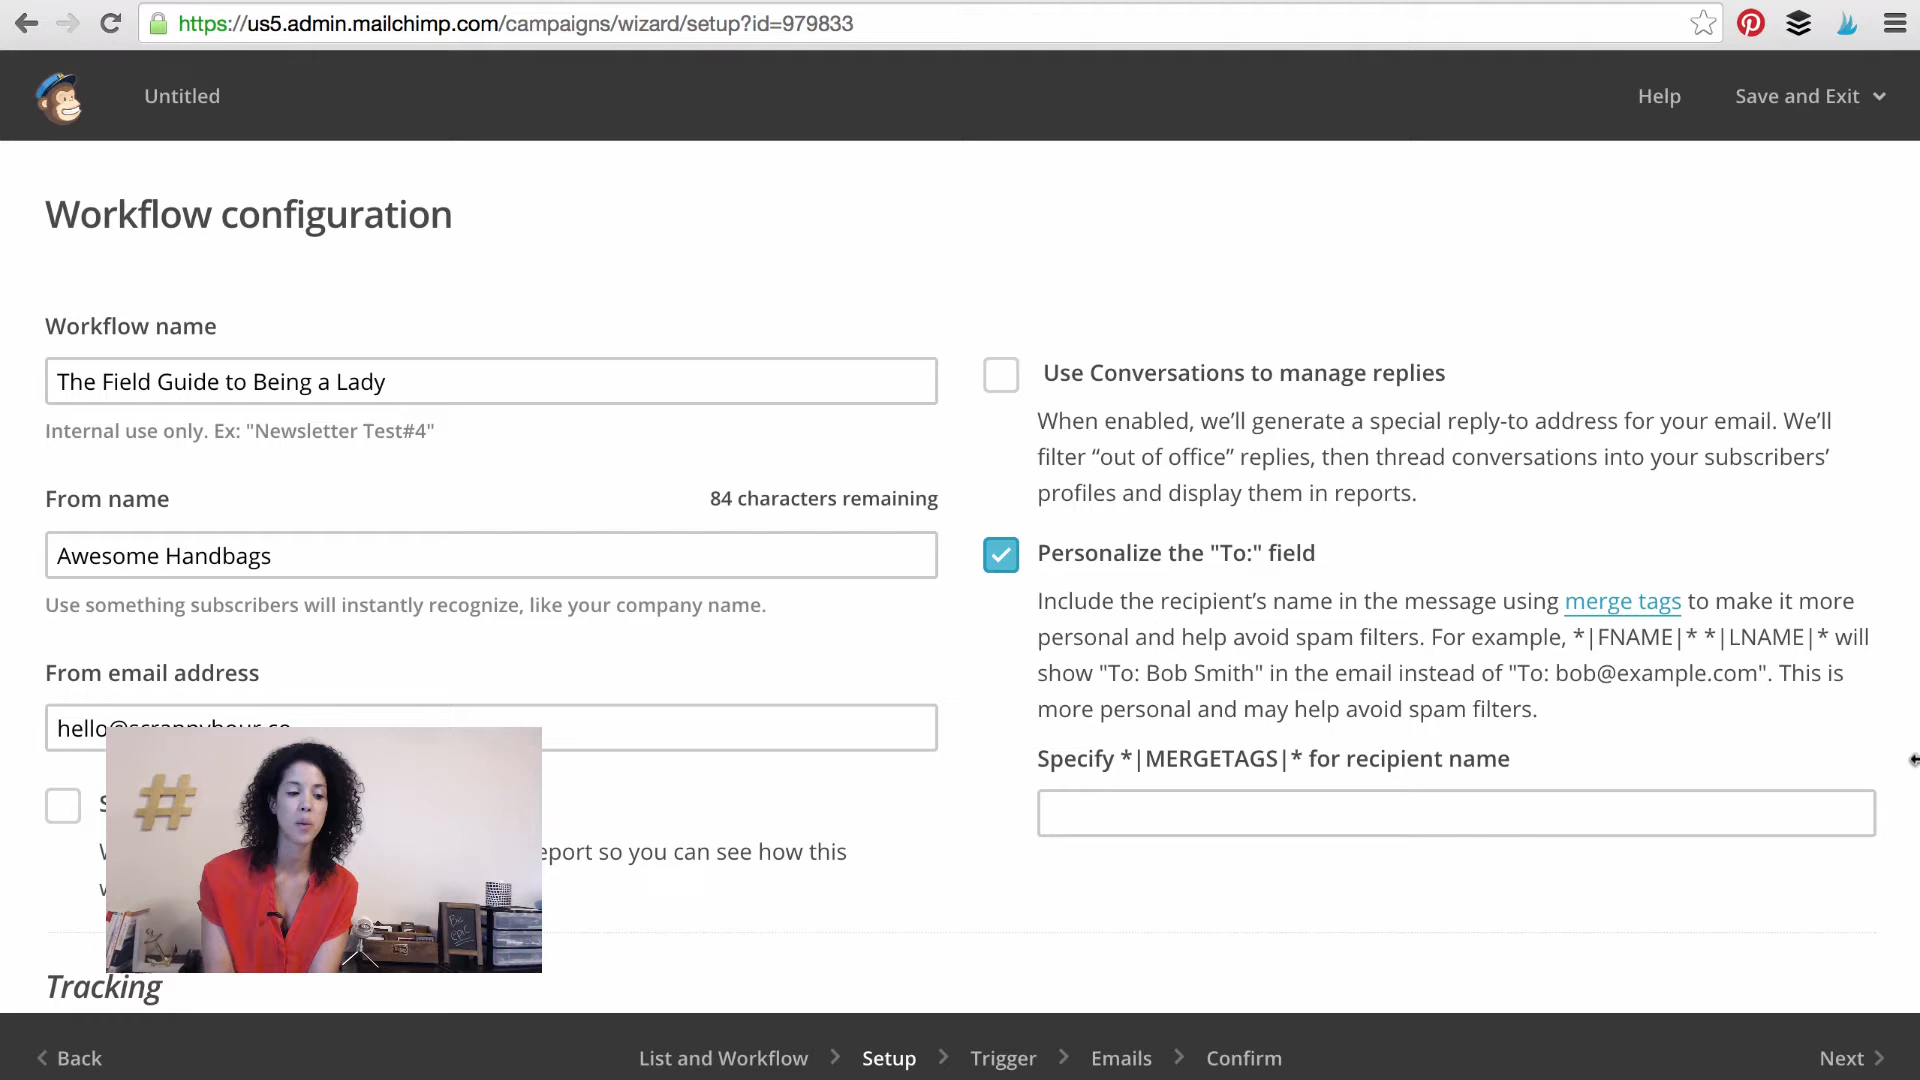 https://us5.admin.mailchimp.com/campaigns/wizard/setup?id=979833
Untitled
Help
Save and Exit
Workflow configuration
Workflow name
The Field Guide to Being a Lady
Internal use only. Ex: "Newsletter Test#4"
From name
84 characters remaining
Awesome Handbags
Use something subscribers will instantly recognize, like your company name.
From email address
hello@scrappyhour.co
eport so you can see how this
Use Conversations to manage replies
When enabled, we’ll generate a special reply-to address for your email. We’ll
filter “out of office” replies, then thread conversations into your subscribers’
profiles and display them in reports.
Personalize the "To:" field
Include the recipient’s name in the message using merge tags to make it more
personal and help avoid spam filters. For example, *|FNAME|* *|LNAME|* will
show "To: Bob Smith" in the email instead of "To: bob@example.com". This is
more personal and may help avoid spam filters.
Specify *|MERGETAGS|* for recipient name
#
Be
epic
Tracking
Back
List and Workflow
Setup
Trigger
Emails
Confirm
Next